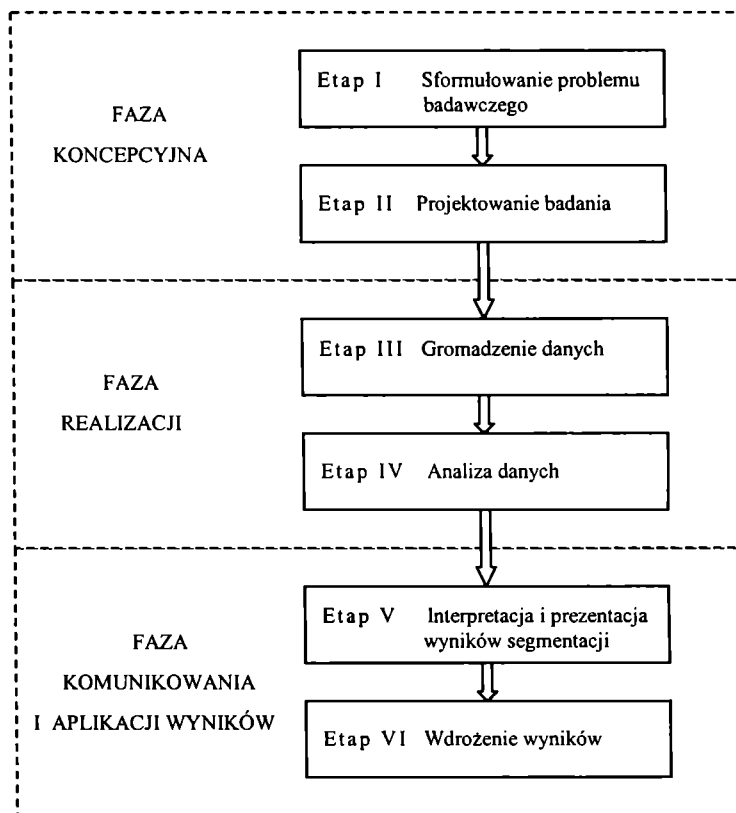 FAZA
KONCEPCYJNA
Etap I Sformułowanie problemu
badawczego
Etap II Projektowanie badania
FAZA
REALIZACJI
Etap III Gromadzenie danych
Etap IV Analiza danych
FAZA
KOMUNIKOWANIA
I APLIKACJI WYNIKÓW
Etap V Interpretacja i prezentacja
wyników segmentacji
Etap VI Wdrożenie wyników